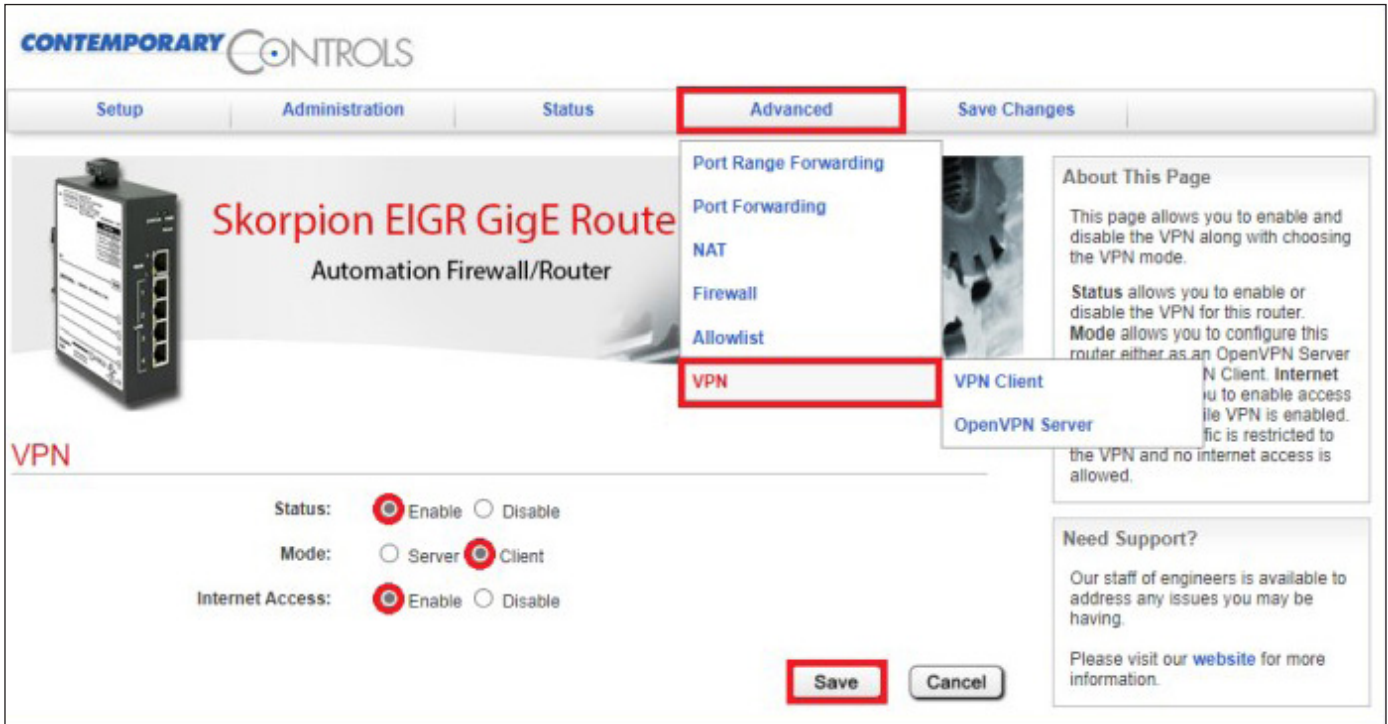 CONTEMPORARY CONTROLS
Setup
Administration
Status
Advanced
Save Changes
Port Range Forwarding
Port Forwarding
NAT
Firewall
Allowlist
VPN
VPN Client
OpenVPN Server
Skorpion EIGR GigE Route
Automation Firewall/Router
VPN
Status: Enable Disable
Mode: Server Client
Internet Access: Enable Disable
Save Cancel
About This Page
This page allows you to enable and
disable the VPN along with choosing
the VPN mode.
Status allows you to enable or
disable the VPN for this router.
Mode allows you to configure this
router either as an OpenVPN Server
N Client. Internet
u to enable access
ile VPN is enabled.
fic is restricted to
the VPN and no internet access is
allowed.
Need Support?
Our staff of engineers is available to
address any issues you may be
having.
Please visit our website for more
information.